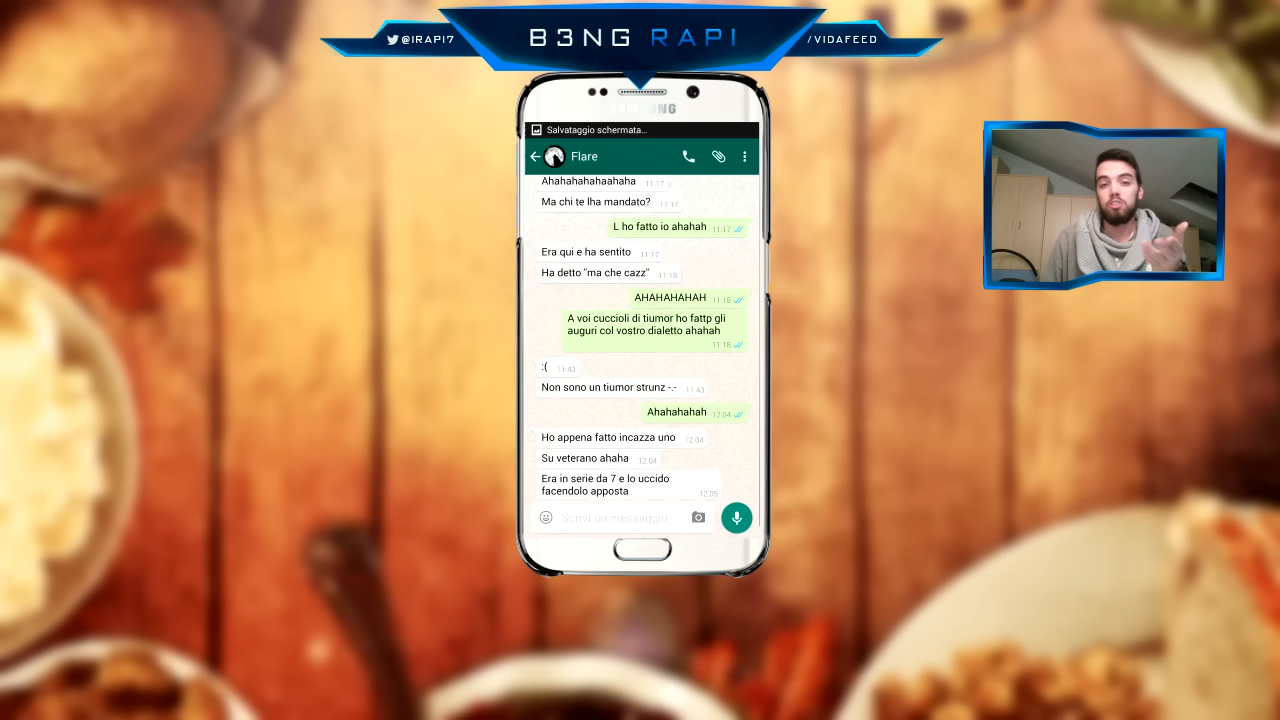 B3NG RAPI
@IRAPI7
/VIDAFEED
SAMSUNG
Salvataggio schermata...
Flare
Ahahahahahaahaha 11:17
Ma chi te lha mandato? 11:17
L ho fatto io ahahah 11:17
Era qui e ha sentito 11:17
Ha detto "ma che cazz" 11:18
AHAHAHAHAH 11:18
A voi cuccioli di tiumor ho fattp gli
auguri col vostro dialetto ahahah
11:18
:( 11:43
Non sono un tiumor strunz -.- 11:43
Ahahahahah 12:04
Ho appena fatto incazza uno 12:04
Su veterano ahaha 12:04
Era in serie da 7 e lo uccido
facendolo apposta 12:05
Scrivi un messaggio